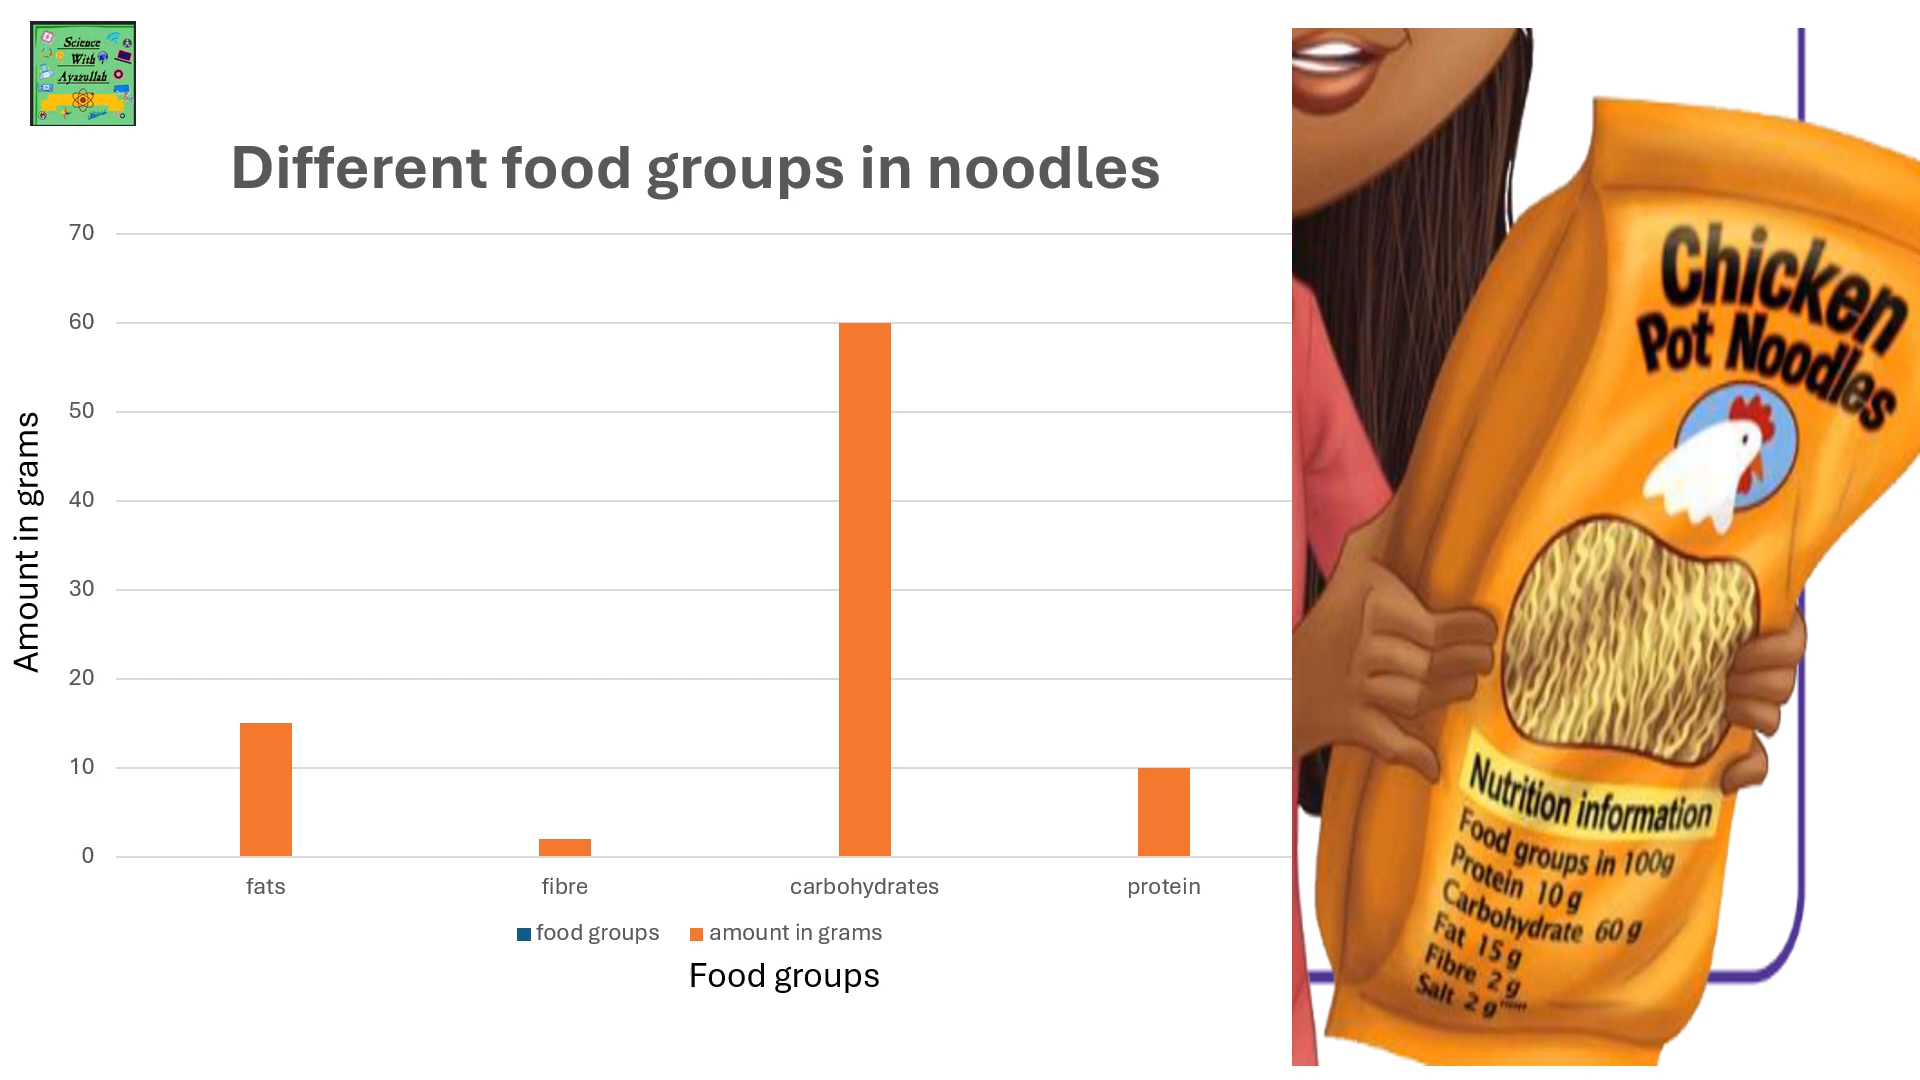 Science
With
Ayazullah
Different food groups in noodles
70
60
50
40
30
20
10
0
Amount in grams
fats
fibre
carbohydrates
protein
food groups
amount in grams
Food groups
Chicken
Pot Noodles
Nutrition information
Food groups in 100g
Protein 10 g
Carbohydrate 60 g
Fat 15 g
Fibre 2 g
Salt 2 g